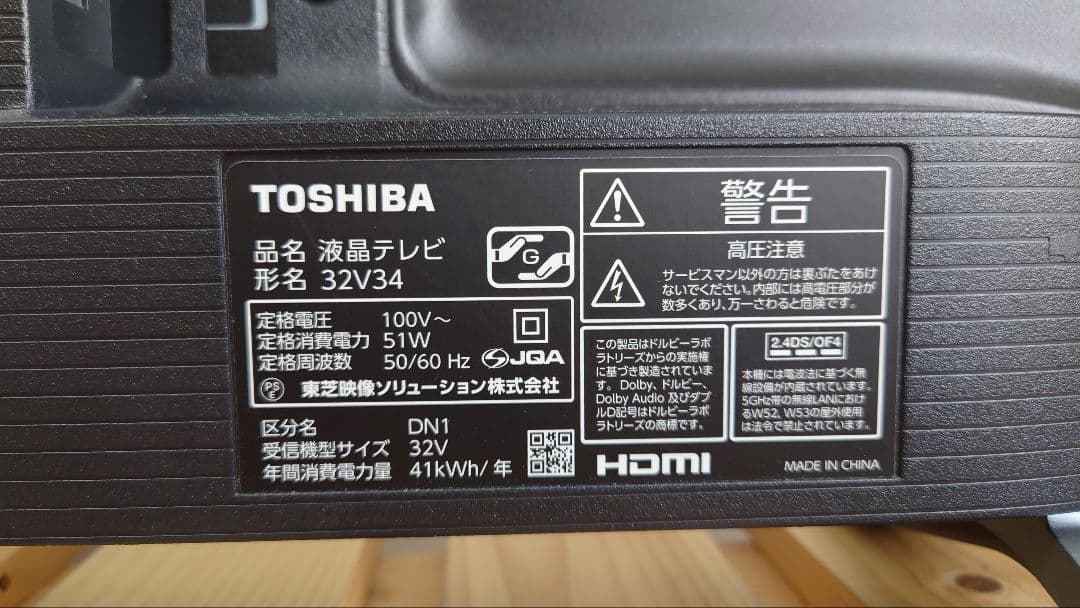 TOSHIBA
品名 液晶テレビ
形名 32V34
G
定格電圧 100V～
定格消費電力 51W
定格周波数 50/60 Hz
JQA
PS
E
東芝映像ソリューション株式会社
区分名 DN1
受信機型サイズ 32V
年間消費電力量 41kWh/年
警告
高圧注意
サービスマン以外の方は裏ぶたをあけ
ないでください。内部には高電圧部分が
数多くあり、万一さわると危険です。
この製品はドルビーラボ
ラトリーズからの実施権
に基づき製造されていま
す。Dolby、ドルビー、
Dolby Audio 及びダブ
ルD記号はドルビーラボ
ラトリーズの商標です。
2.4DS/OF4
本機には電波法に基づく無
線設備が内蔵されています。
5GHz帯の無線LANにおけ
るW52, W53の屋外使用
は法令で禁止されています。
HDMI
MADE IN CHINA